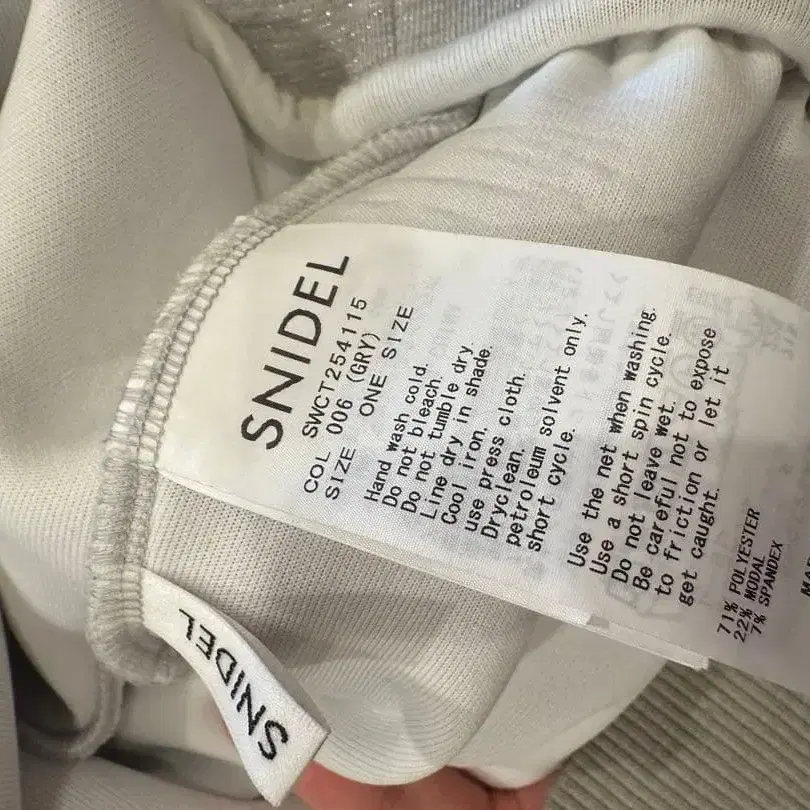 SNIDEL
SWCT254115
COL 006 (GRY)
SIZE ONE SIZE
Hand wash cold.
Do not bleach.
Do not tumble dry.
Line dry in shade.
Cool iron.
use press cloth.
Dryclean.
petroleum solvent only.
short cycle.
Use the net when washing.
Use a short spin cycle.
Do not leave wet.
Be careful not to expose
to friction or let it
get caught.
71% POLYESTER
22% MODAL
7% SPANDEX
SNIDEL